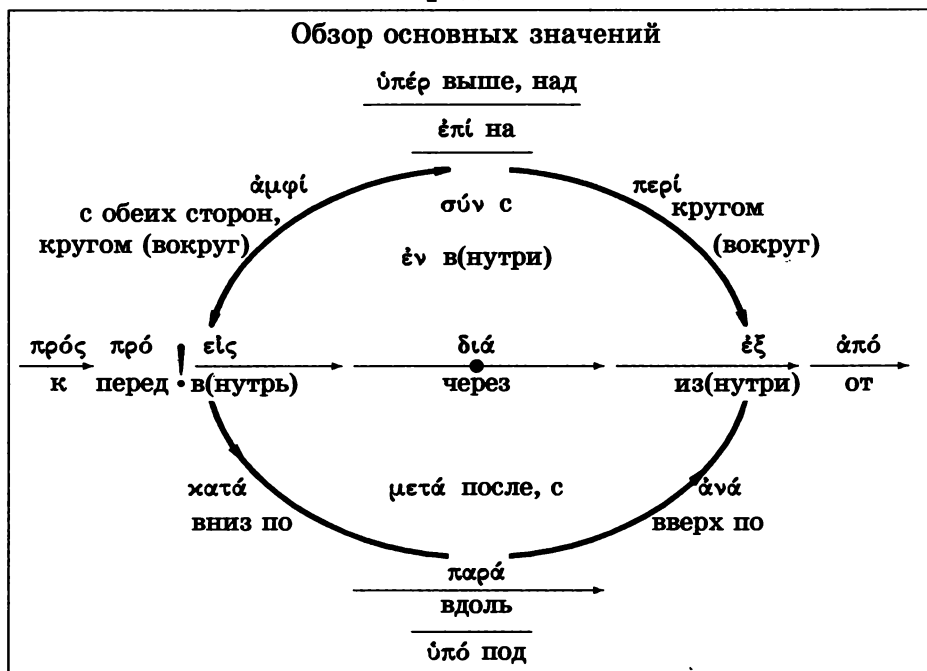 Обзор основных значений
ὑπέρ выше, над
ἐπί на
ἀμφί
с обеих сторон,
кругом (вокруг)
σύν с
περί
кругом
(вокруг)
ἐν в(нутри)
πρός πρό ! εἰς διά ἐξ ἀπό
к перед в(нутрь) через из(нутри) от
κατά
вниз по
μετά после, с
ἀνά
вверх по
παρά
вдоль
ὑπό под